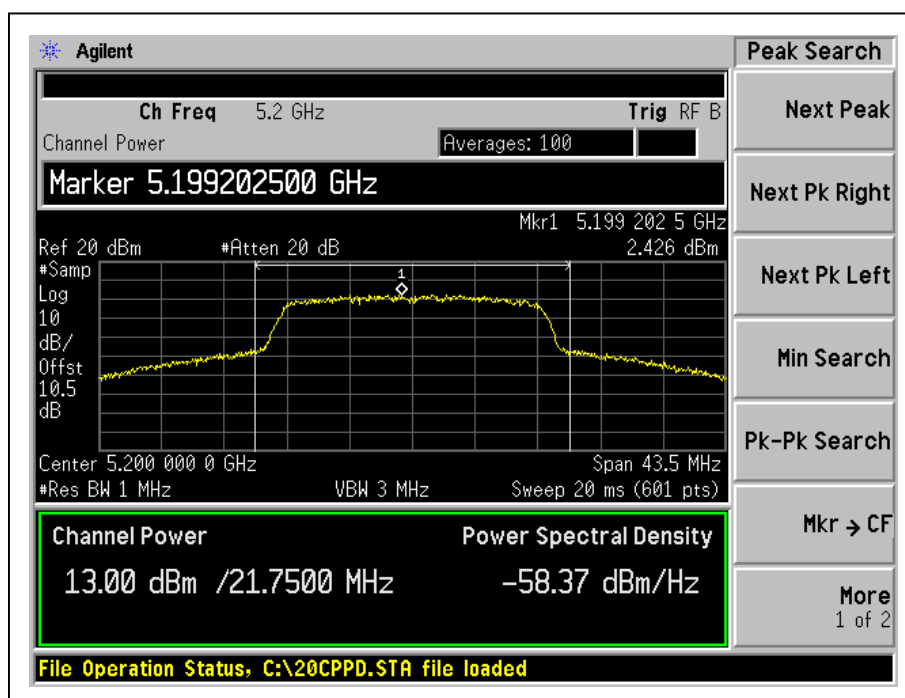 Agilent
Peak Search
Ch Freq 5.2 GHz Trig RF B
Channel Power Averages: 100
Marker 5.199202500 GHz
Mkr1 5.199 202 5 GHz
Ref 20 dBm #Atten 20 dB 2.426 dBm
#Samp
Log
10
dB/
Offst
10.5
dB
1
Center 5.200 000 0 GHz Span 43.5 MHz
#Res BW 1 MHz VBW 3 MHz Sweep 20 ms (601 pts)
Channel Power Power Spectral Density
13.00 dBm /21.7500 MHz -58.37 dBm/Hz
File Operation Status, C:\20CPPD.STA file loaded
Next Peak
Next Pk Right
Next Pk Left
Min Search
Pk-Pk Search
Mkr → CF
More
1 of 2